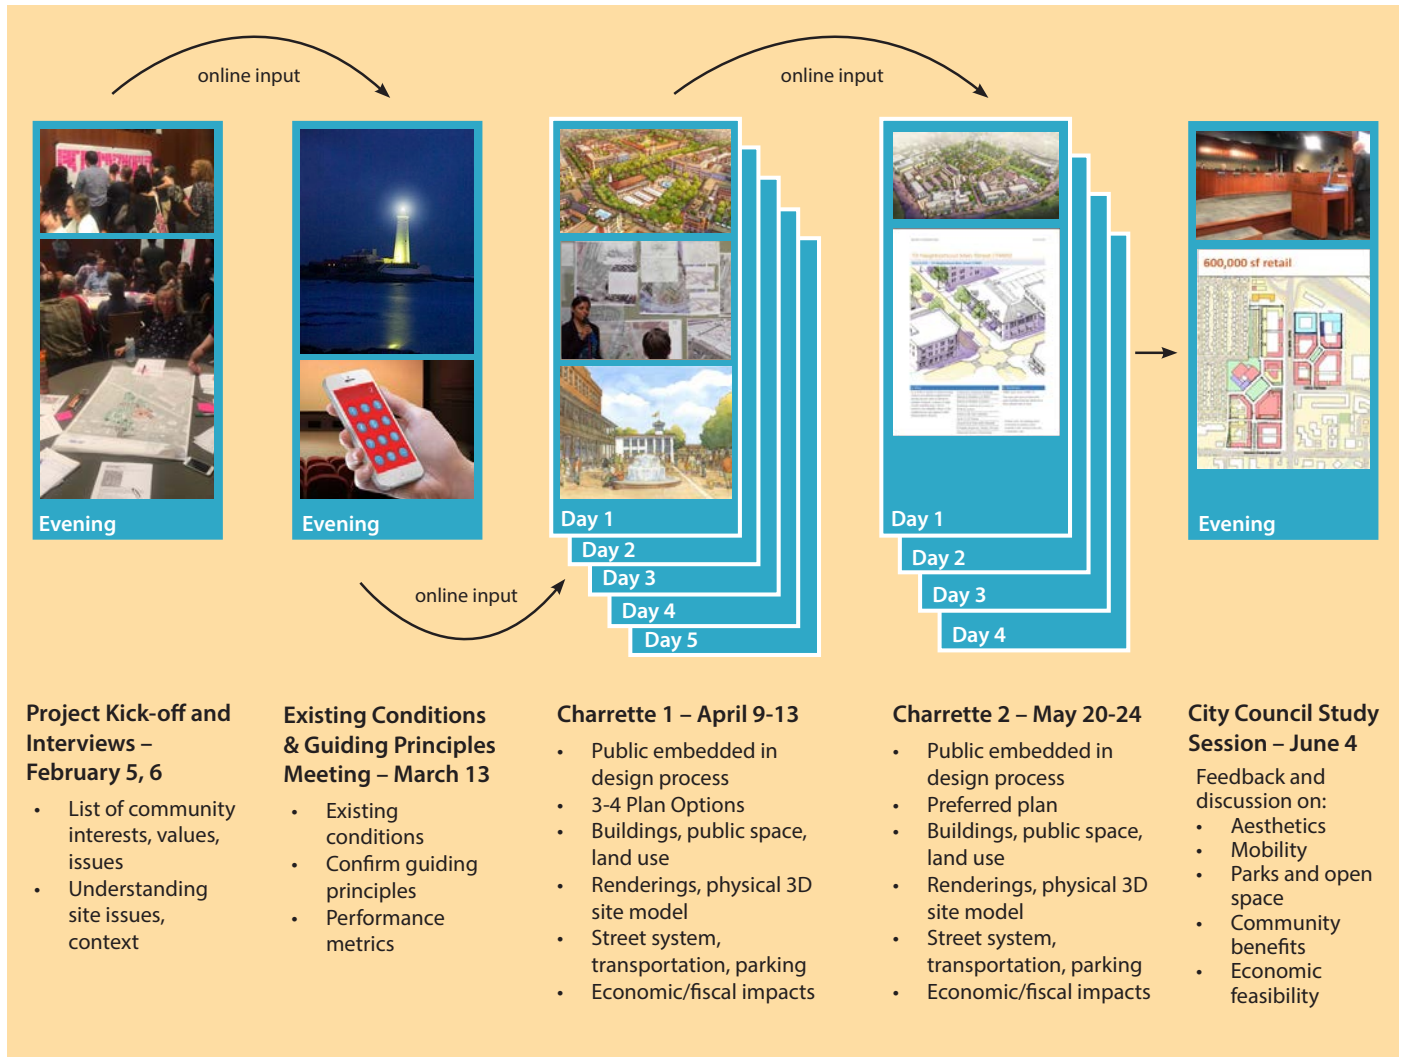 online input
online input
Evening
Evening
Day 1
Day 2
Day 3
Day 4
Day 5
Day 1
Day 2
Day 3
Day 4
600,000 sf retail
Evening
online input
Project Kick-off and
Interviews –
February 5, 6
• List of community
interests, values,
issues
• Understanding
site issues,
context
Existing Conditions
& Guiding Principles
Meeting – March 13
• Existing
conditions
• Confirm guiding
principles
• Performance
metrics
Charrette 1 – April 9-13
• Public embedded in
design process
• 3-4 Plan Options
• Buildings, public space,
land use
• Renderings, physical 3D
site model
• Street system,
transportation, parking
• Economic/fiscal impacts
Charrette 2 – May 20-24
• Public embedded in
design process
• Preferred plan
• Buildings, public space,
land use
• Renderings, physical 3D
site model
• Street system,
transportation, parking
• Economic/fiscal impacts
City Council Study
Session – June 4
Feedback and
discussion on:
• Aesthetics
• Mobility
• Parks and open
space
• Community
benefits
• Economic
feasibility